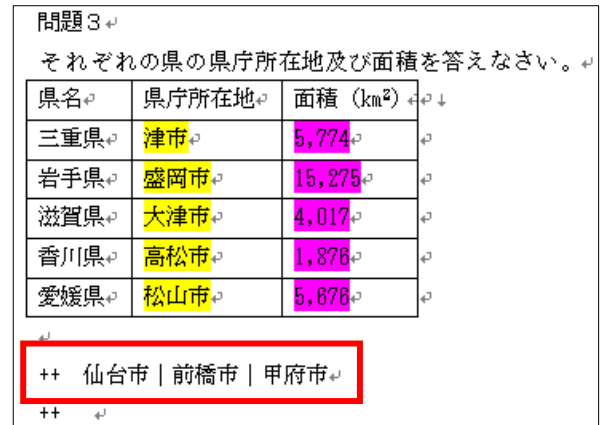 問題３↵
それぞれの県の県庁所在地及び面積を答えなさい。↵
県名↵ 県庁所在地↵ 面積（km²）↵↵↓
三重県↵ 津市↵ 5,774↵ ↵
岩手県↵ 盛岡市↵ 15,275↵ ↵
滋賀県↵ 大津市↵ 4,017↵ ↵
香川県↵ 高松市↵ 1,876↵ ↵
愛媛県↵ 松山市↵ 5,676↵ ↵
↵
++　仙台市｜前橋市｜甲府市↵
++　↵